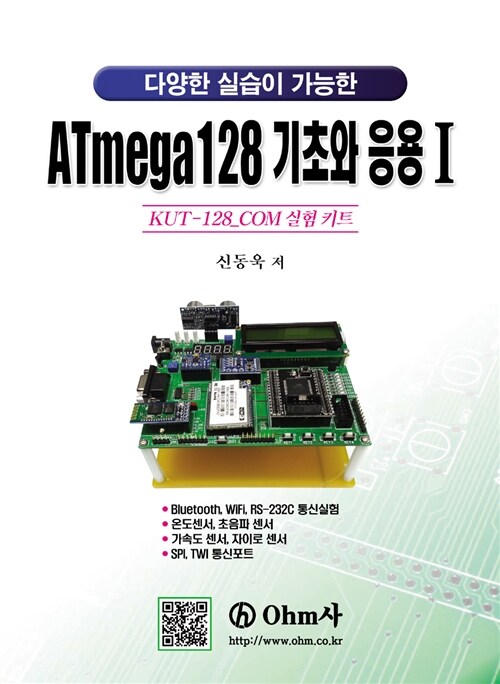 다양한 실습이 가능한
ATmega128 기초와 응용 I
KUT-128_COM 실험 키트
신동욱 저
• Bluetooth, WiFi, RS-232C 통신실험
• 온도센서, 초음파 센서
• 가속도 센서, 자이로 센서
• SPI, TWI 통신포트
Ohm사
http://www.ohm.co.kr